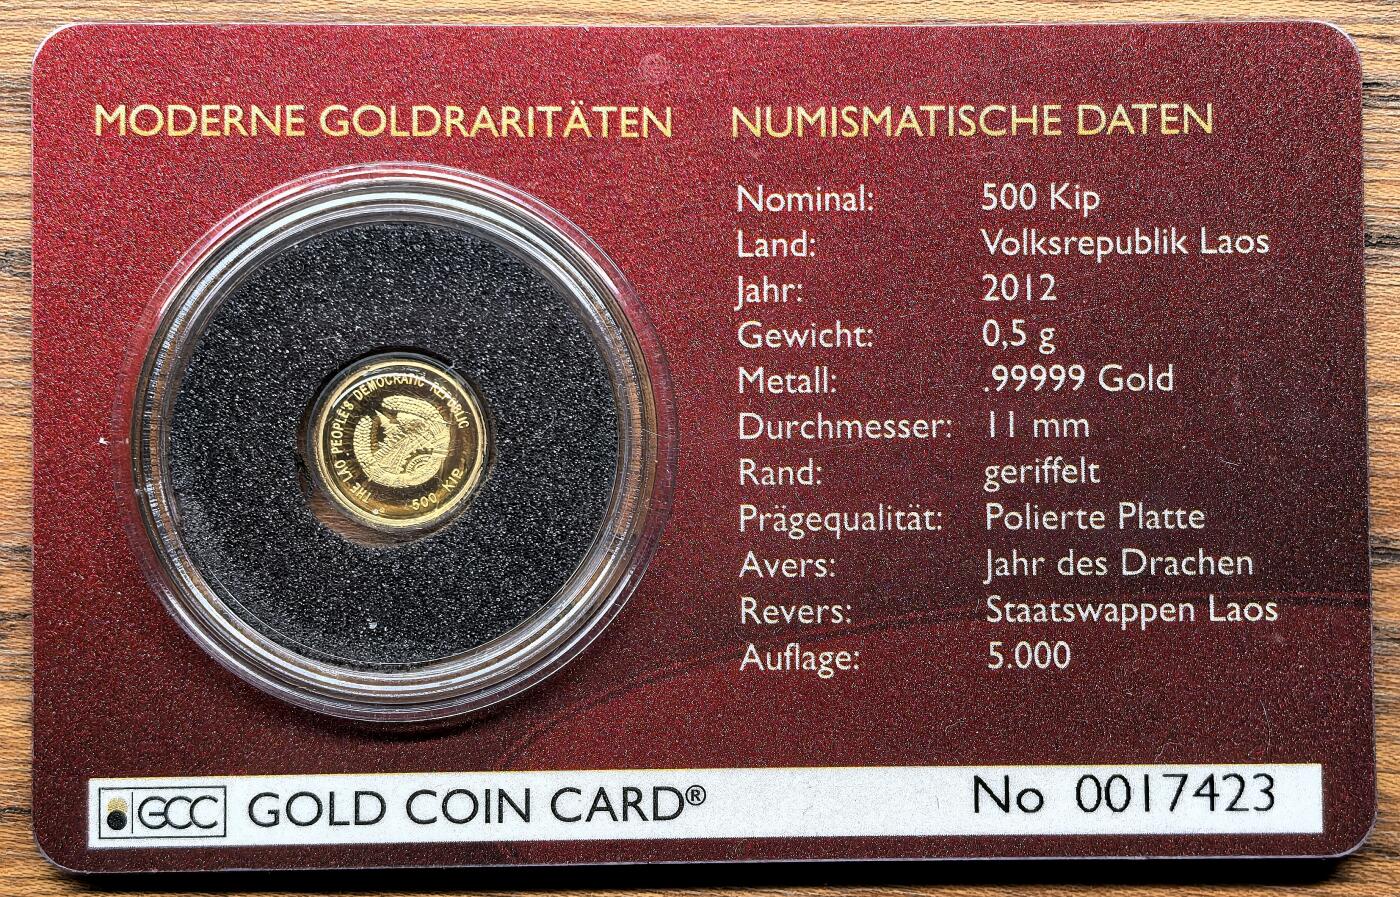 MODERNE GOLDRARITÄTEN
THE LAO PEOPLE'S DEMOCRATIC REPUBLIC
500 KIP
NUMISMATISCHE DATEN
Nominal: 500 Kip
Land: Volksrepublik Laos
Jahr: 2012
Gewicht: 0,5 g
Metall: .99999 Gold
Durchmesser: 11 mm
Rand: geriffelt
Prägequalität: Polierte Platte
Avers: Jahr des Drachen
Revers: Staatswappen Laos
Auflage: 5.000
GCC GOLD COIN CARD® No 0017423